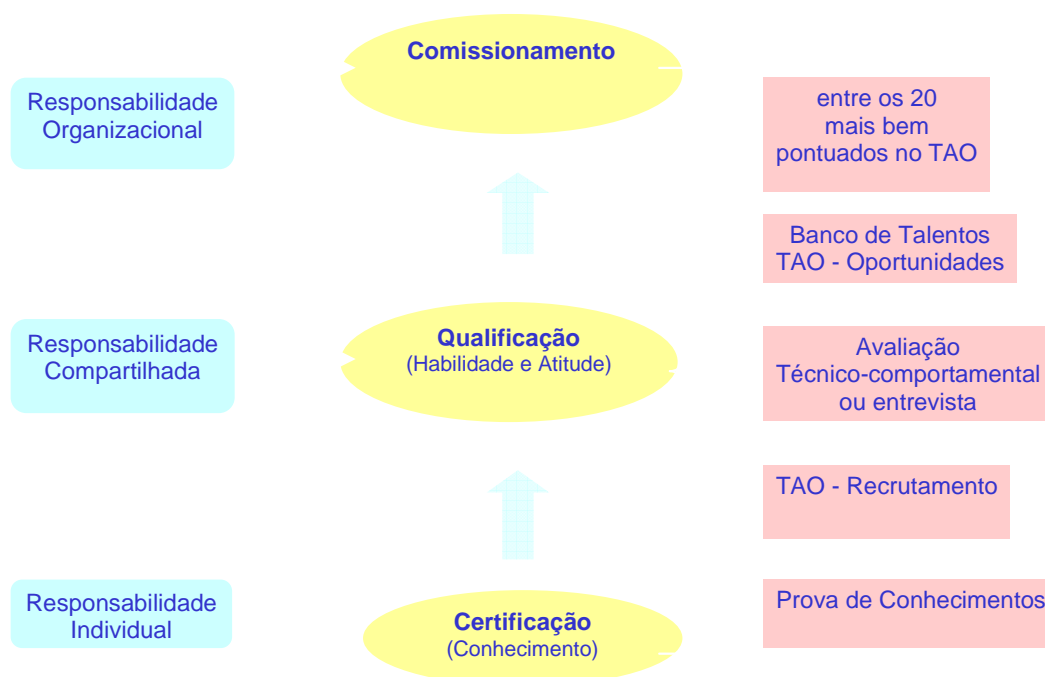 Comissionamento
Responsabilidade
Organizacional
entre os 20
mais bem
pontuados no TAO
Banco de Talentos
TAO - Oportunidades
Responsabilidade
Compartilhada
Qualificação
(Habilidade e Atitude)
Avaliação
Técnico-comportamental
ou entrevista
TAO - Recrutamento
Responsabilidade
Individual
Certificação
(Conhecimento)
Prova de Conhecimentos